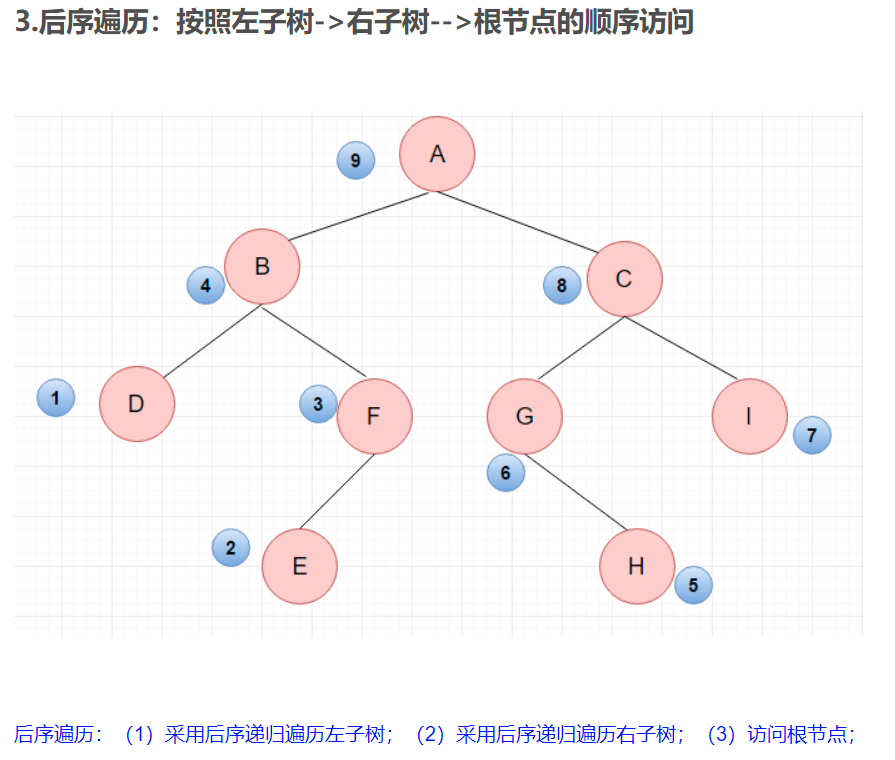 3.后序遍历：按照左子树->右子树-->根节点的顺序访问
9
A
B
4
8
C
1
D
3
F
G
I
7
6
2
E
H
5
后序遍历：（1）采用后序递归遍历左子树；（2）采用后序递归遍历右子树；（3）访问根节点；